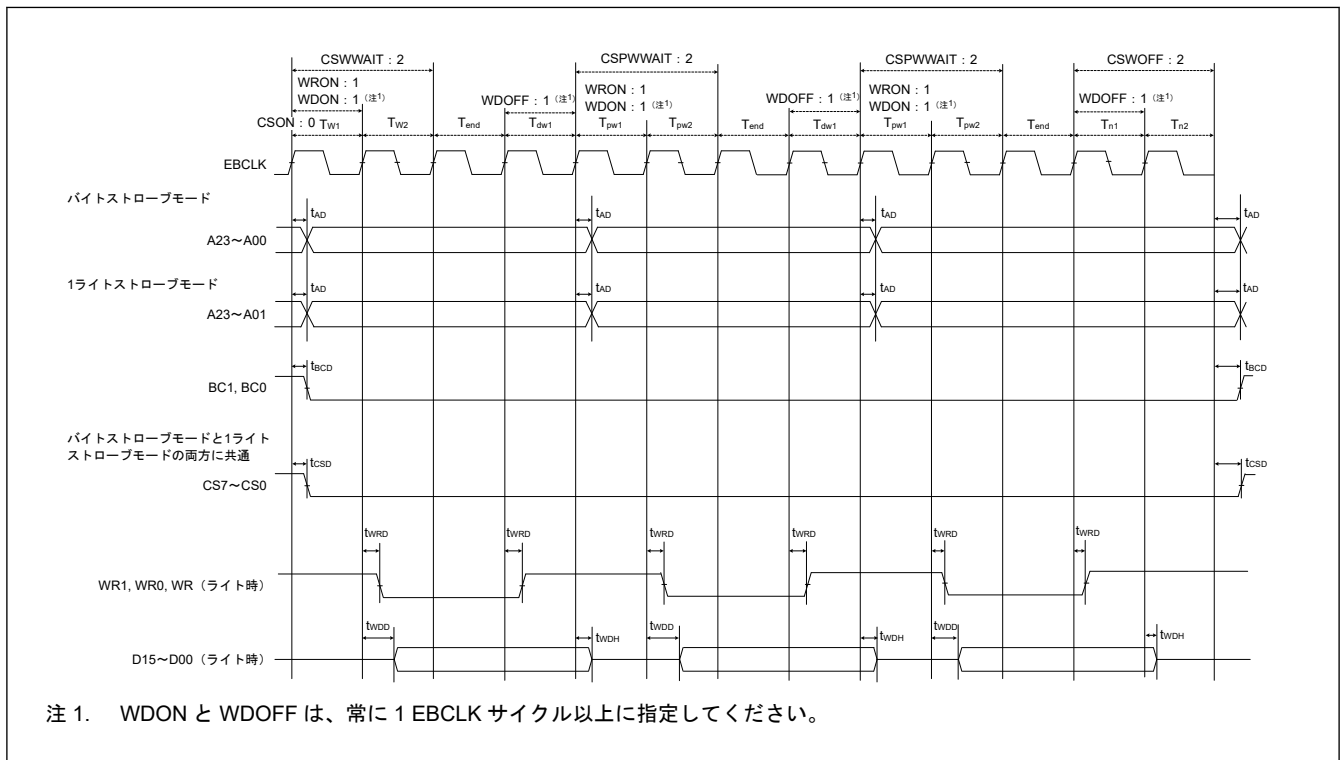 CSWWAIT : 2
CSPWWAIT : 2
CSPWWAIT : 2
CSWOFF : 2
WRON : 1
WDON : 1 (注1)
WDOFF : 1 (注1)
WRON : 1
WDON : 1 (注1)
WDOFF : 1 (注1)
WRON : 1
WDON : 1 (注1)
WDOFF : 1 (注1)
CSON : 0
TW1 TW2 Tend Tdw1 Tpw1 Tpw2 Tend Tdw1 Tpw1 Tpw2 Tend Tn1 Tn2
EBCLK
バイトストローブモード
tAD tAD tAD tAD
A23~A00
1ライトストローブモード
tAD tAD tAD tAD
A23~A01
tBCD tBCD
BC1, BC0
バイトストローブモードと1ライト
ストローブモードの両方に共通
tCSD tCSD
CS7~CS0
tWRD tWRD tWRD tWRD tWRD tWRD
WR1, WR0, WR(ライト時)
tWDD tWDH tWDD tWDH tWDD tWDH
D15~D00(ライト時)
注 1. WDON と WDOFF は、常に 1 EBCLK サイクル以上に指定してください。